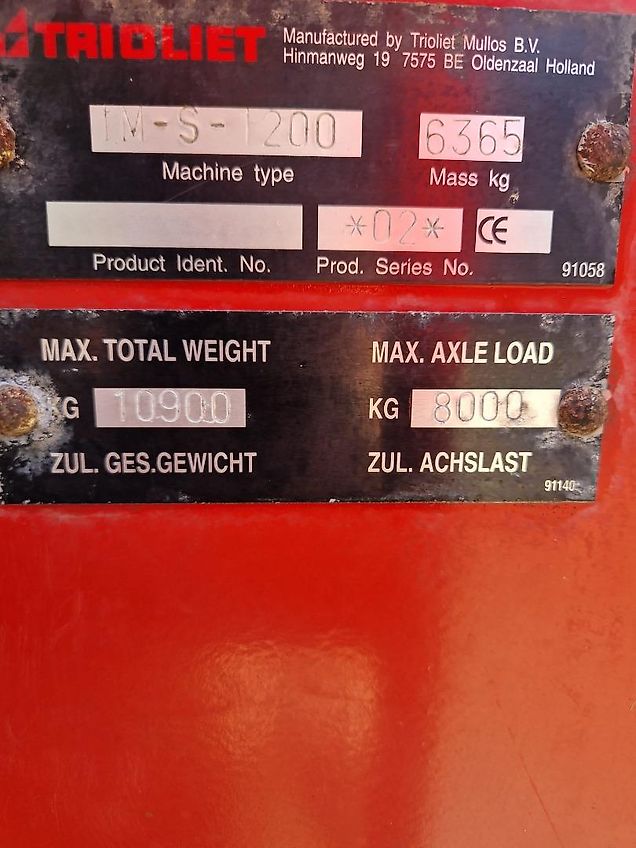 TRIOLIET
Manufactured by Trioliet Mullos B.V.
Hinmanweg 19 7575 BE Oldenzaal Holland
TM-S-1200
6365
Machine type
Mass kg
*02*
CE
Product Ident. No.
Prod. Series No.
91058
MAX. TOTAL WEIGHT
MAX. AXLE LOAD
KG 10900
KG 8000
ZUL. GES.GEWICHT
ZUL. ACHSLAST
91140